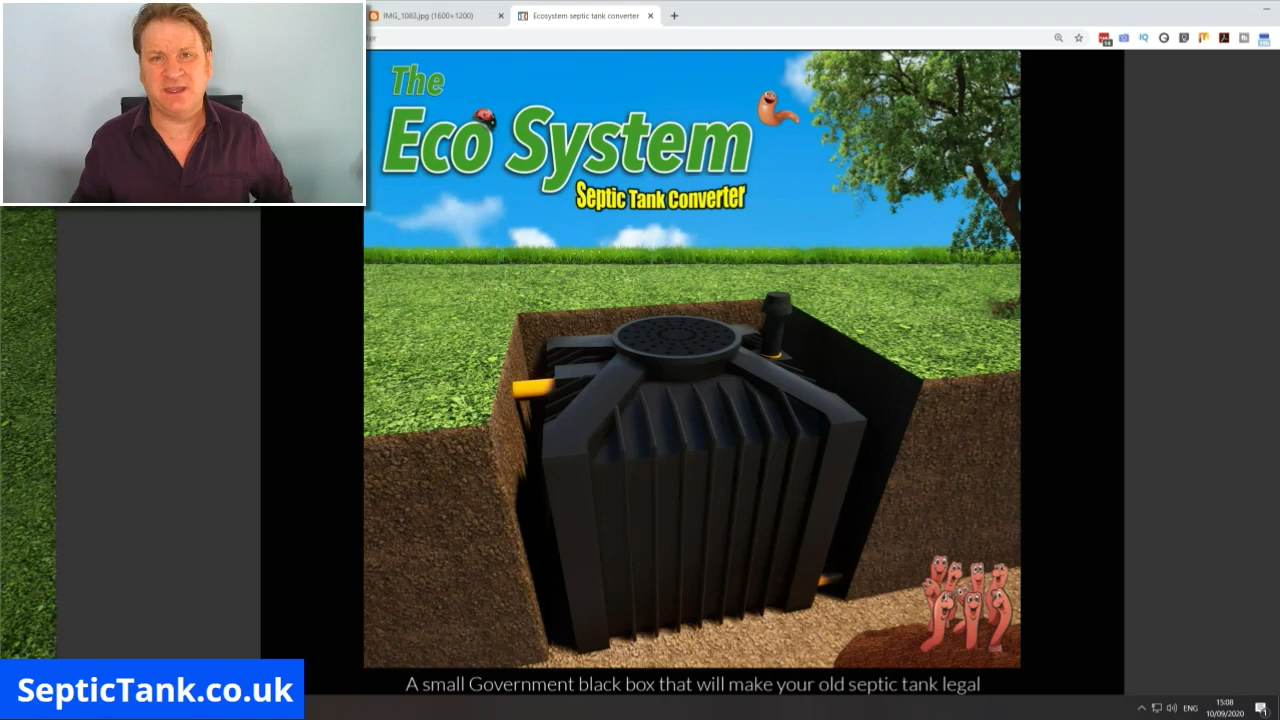 IMG_1083.jpg (1600×1200)
Ecosystem septic tank converter
The
Eco System
Septic Tank Converter
A small Government black box that will make your old septic tank legal
SepticTank.co.uk
ENG
15:08
10/09/2020